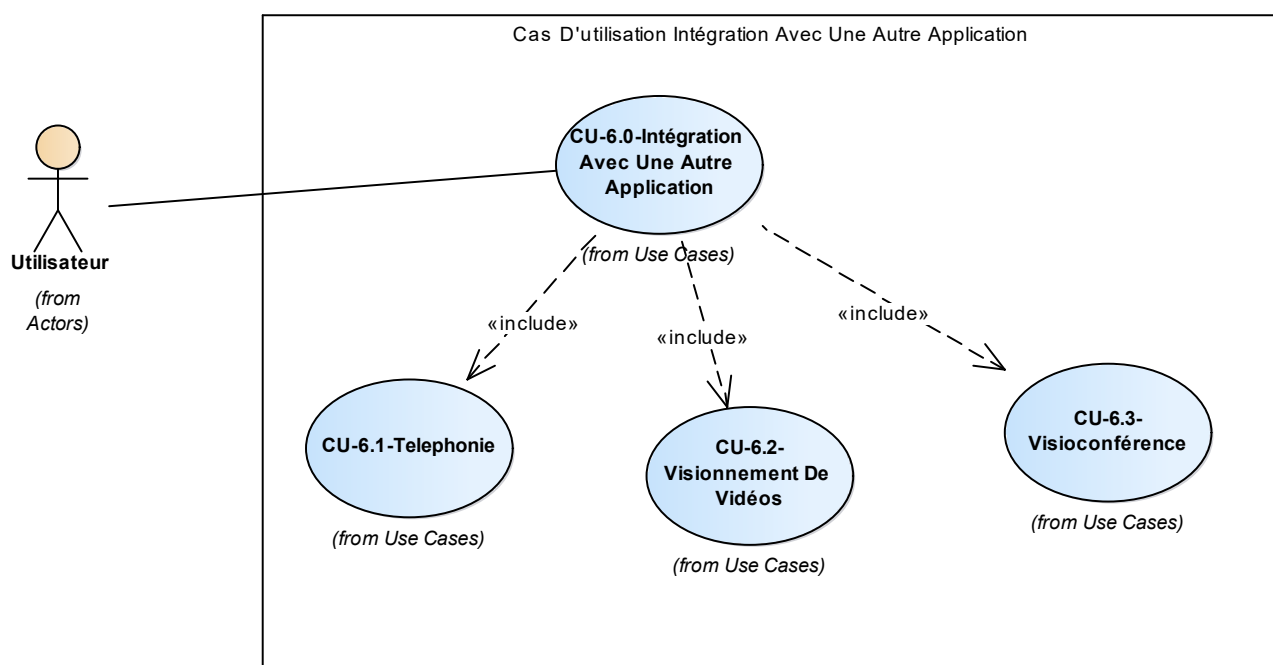 Cas D'utilisation Intégration Avec Une Autre Application
CU-6.0-Intégration
Avec Une Autre
Application
(from Use Cases)
Utilisateur
(from
Actors)
«include»
«include»
«include»
CU-6.1-Telephonie
(from Use Cases)
CU-6.2-
Visionnement De
Vidéos
(from Use Cases)
CU-6.3-
Visioconférence
(from Use Cases)